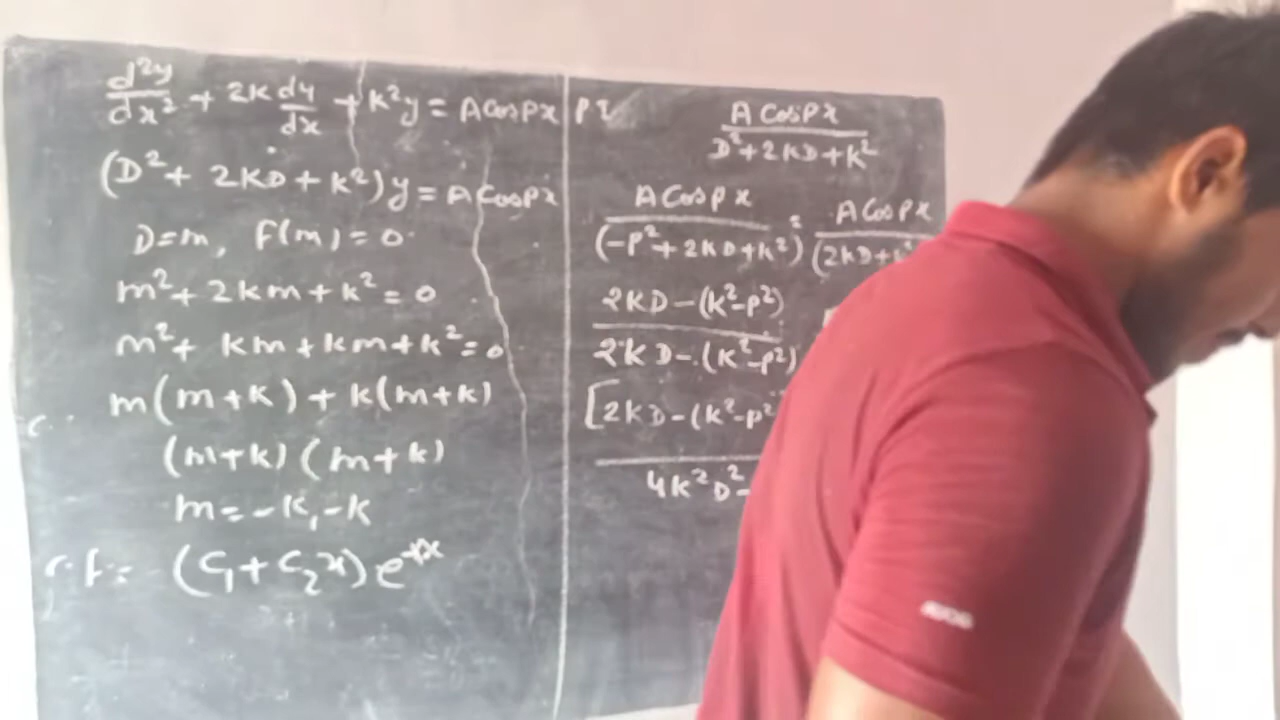 d²y/dx² + 2K dy/dx + K²y = A Cos Px
(D² + 2KD + K²)y = A Cos Px
D=m, F(m) = 0
m² + 2km + k² = 0
m² + km + km + k² = 0
m(m+k) + k(m+k)
(m+k)(m+k)
m = -k, -k
C.F = (C₁ + C₂x)e
PI
A Cos Px / D² + 2KD + K²
A Cos Px / (-P² + 2KD + K²) = A Cos Px / (2KD +
2KD - (K²-P²) / 2KD - (K²-P²)
[2KD - (K²-P² / 4K²D² -